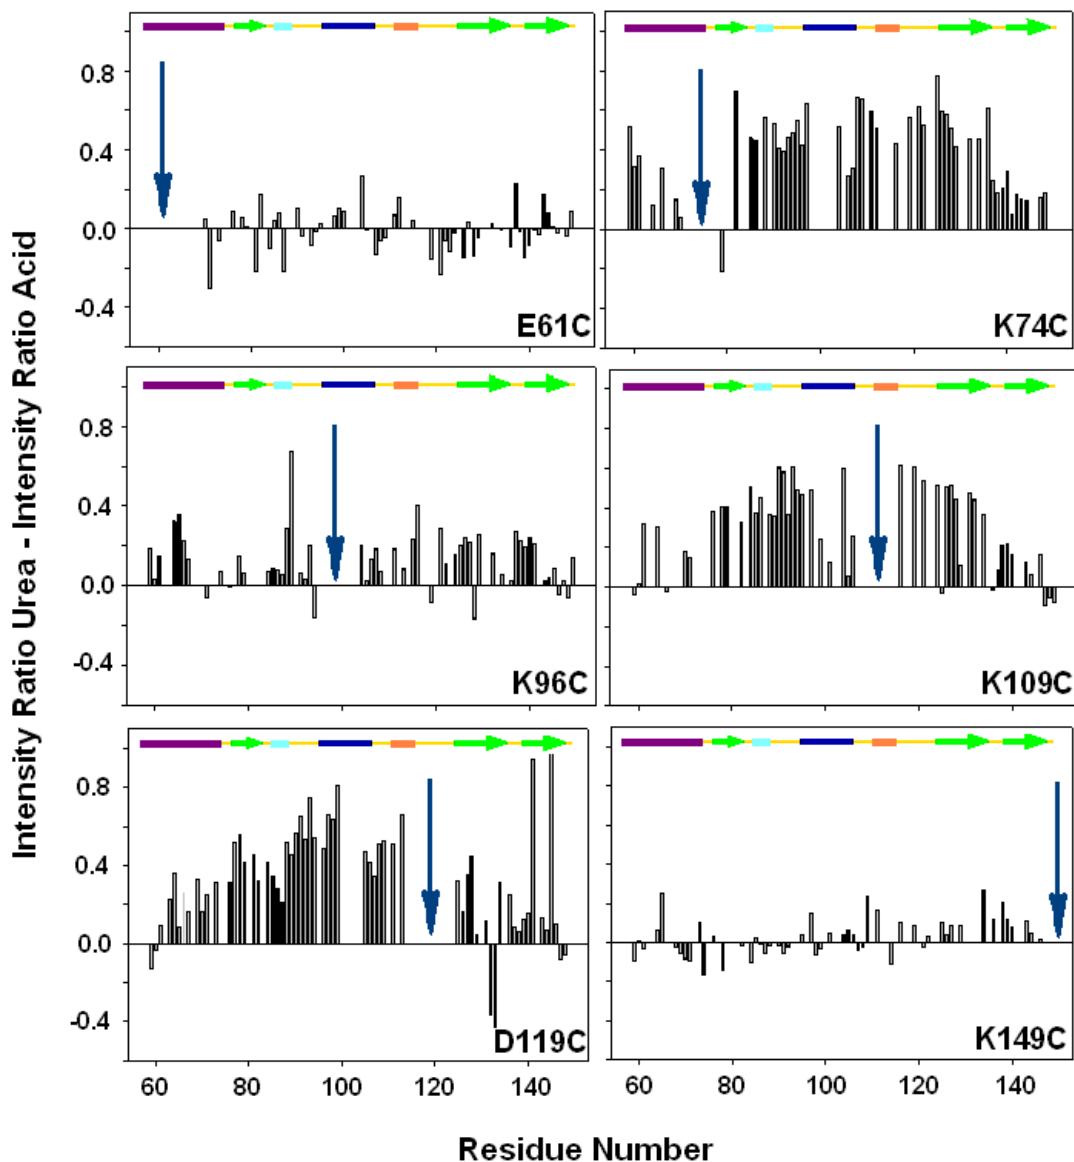 Intensity Ratio Urea - Intensity Ratio Acid
0.8
0.4
0.0
-0.4
E61C
K74C
0.8
0.4
0.0
-0.4
K96C
K109C
0.8
0.4
0.0
-0.4
D119C
K149C
60 80 100 120 140
60 80 100 120 140
Residue Number